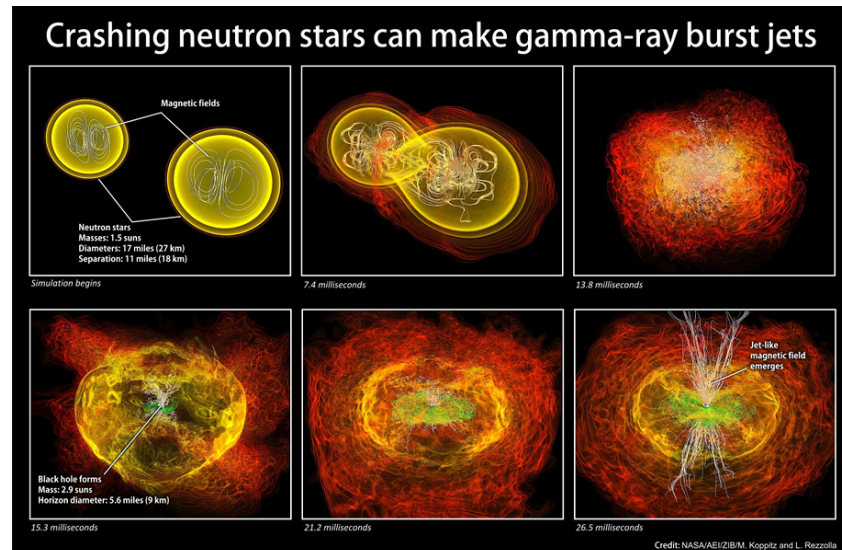 Crashing neutron stars can make gamma-ray burst jets
Magnetic fields
Neutron stars
Masses: 1.5 suns
Diameters: 17 miles (27 km)
Separation: 11 miles (18 km)
Simulation begins
7.4 milliseconds
13.8 milliseconds
Black hole forms
Mass: 2.9 suns
Horizon diameter: 5.6 miles (9 km)
15.3 milliseconds
21.2 milliseconds
Jet-like
magnetic field
emerges
26.5 milliseconds
Credit: NASA/AEI/ZIB/M. Koppitz and L. Rezzolla